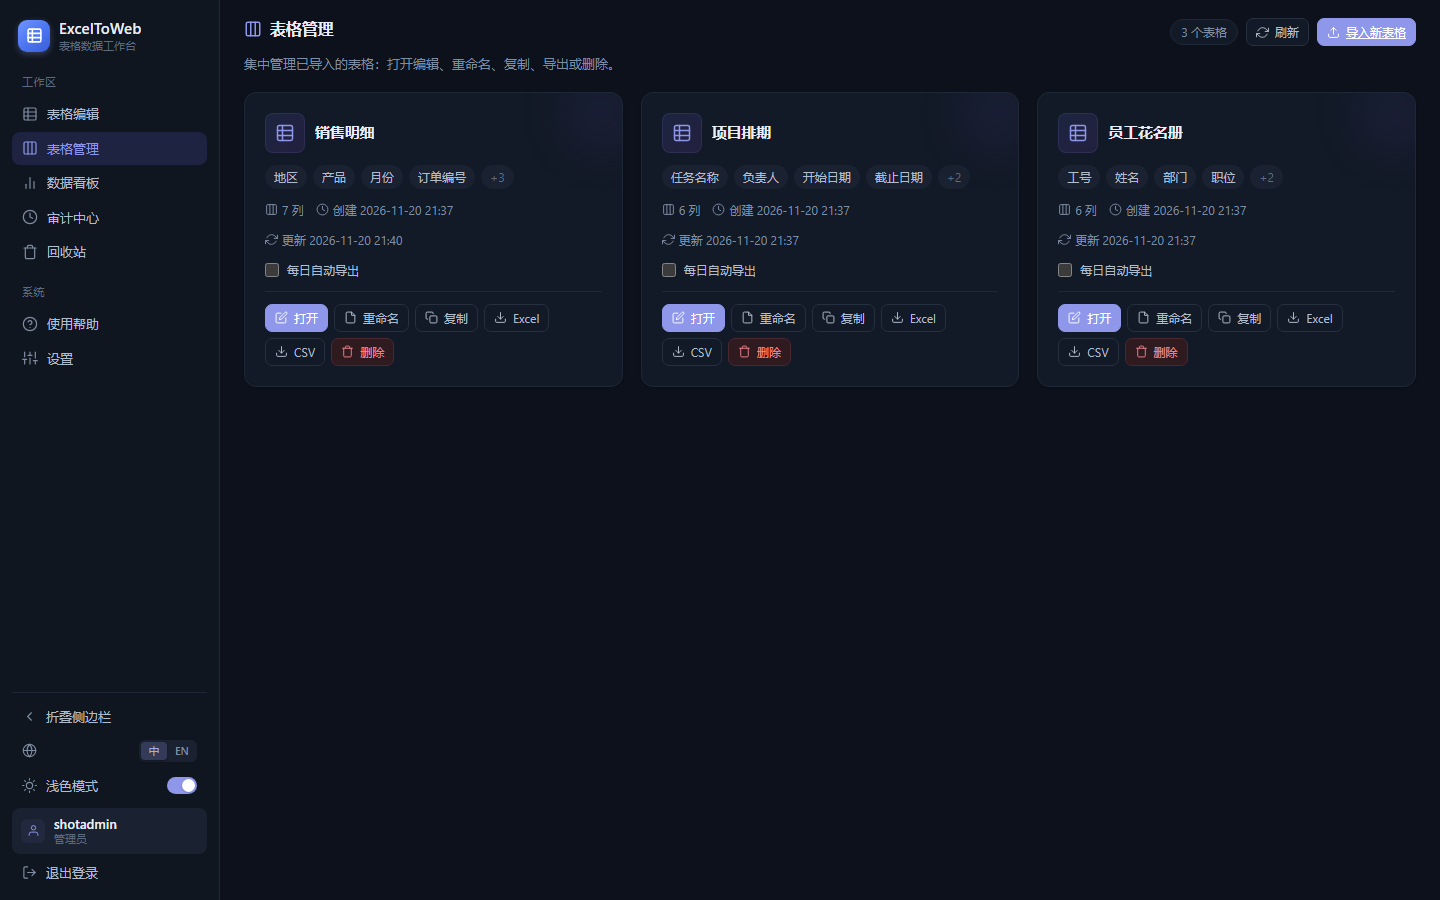 ExcelToWeb
表格数据工作台
工作区
表格编辑
表格管理
数据看板
审计中心
回收站
系统
使用帮助
设置
折叠侧边栏
中 EN
浅色模式
shotadmin
管理员
退出登录
表格管理
3 个表格 刷新 导入新表格
集中管理已导入的表格：打开编辑、重命名、复制、导出或删除。
销售明细
地区 产品 月份 订单编号 +3
7 列 创建 2026-11-20 21:37
更新 2026-11-20 21:40
每日自动导出
打开 重命名 复制 Excel
CSV 删除
项目排期
任务名称 负责人 开始日期 截止日期 +2
6 列 创建 2026-11-20 21:37
更新 2026-11-20 21:37
每日自动导出
打开 重命名 复制 Excel
CSV 删除
员工花名册
工号 姓名 部门 职位 +2
6 列 创建 2026-11-20 21:37
更新 2026-11-20 21:37
每日自动导出
打开 重命名 复制 Excel
CSV 删除